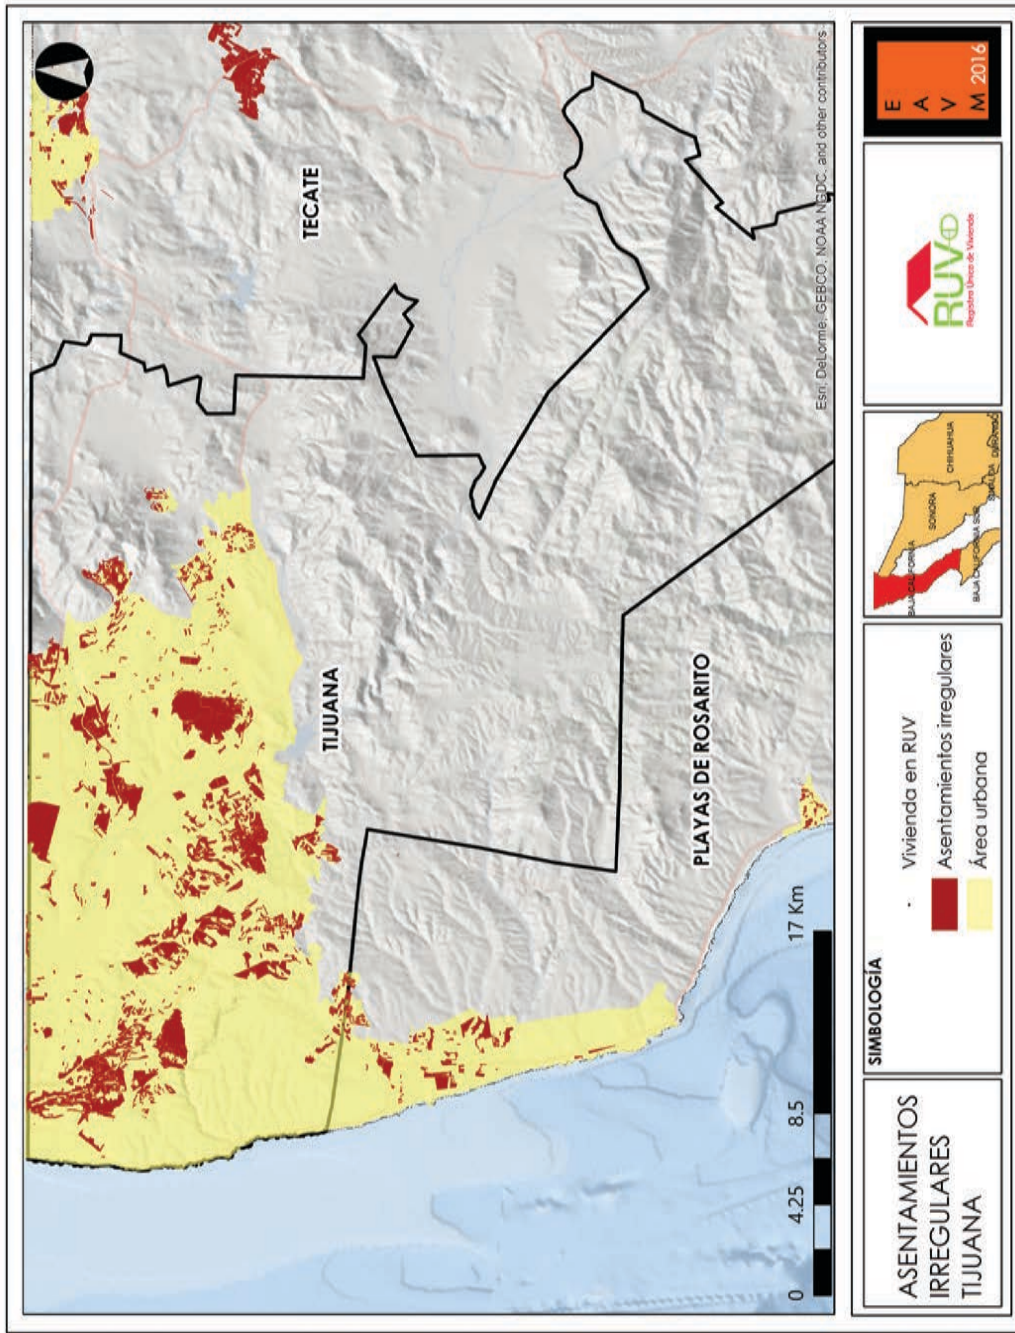 TECATE
TIJUANA
PLAYAS DE ROSARITO
Esri, DeLorme, GEBCO, NOAA NGDC, and other contributors
0 4.25 8.5 17 Km
ASENTAMIENTOS
IRREGULARES
TIJUANA
SIMBOLOGÍA
Vivienda en RUV
Asentamientos irregulares
Área urbana
BAJA CALIFORNIA
SONORA
CHIHUAHUA
BAJA CALIFORNIA SUR
SINALOA
DURANGO
RUV
Registro Único de Vivienda
E
A
V
M 2016